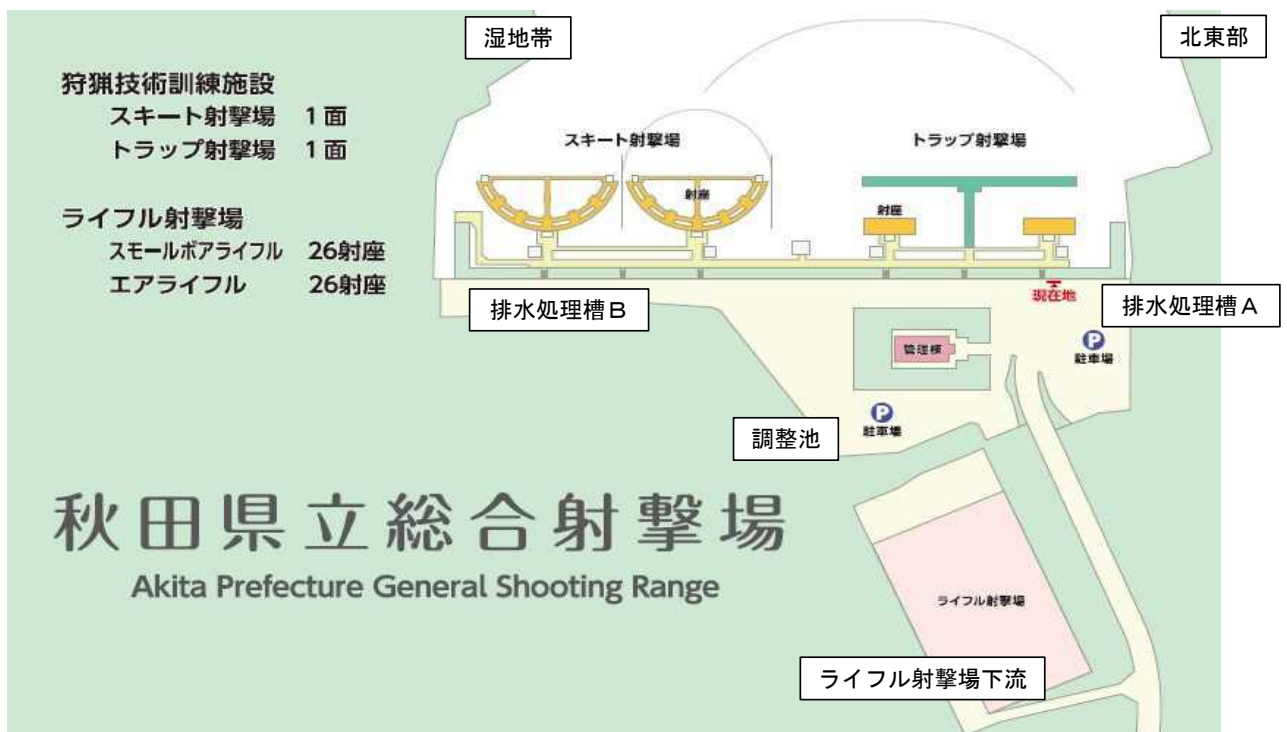 湿地帯
北東部
狩猟技術訓練施設
スキート射撃場 1面
トラップ射撃場 1面
ライフル射撃場
スモールボアライフル 26射座
エアライフル 26射座
スキート射撃場
トラップ射撃場
射座
射座
排水処理槽B
現在地
排水処理槽A
管理棟
P
駐車場
P
駐車場
調整池
秋田県立総合射撃場
Akita Prefecture General Shooting Range
ライフル射撃場
ライフル射撃場下流